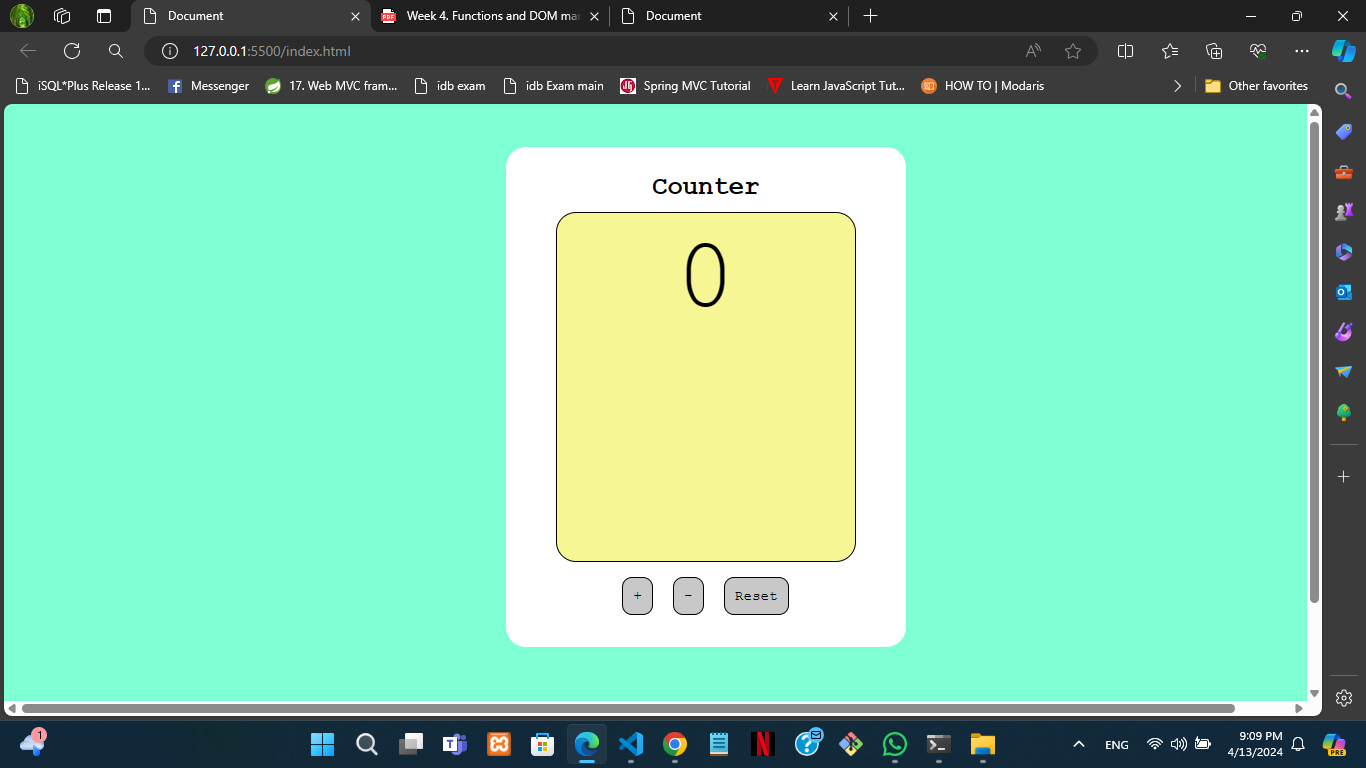 Document
Week 4. Functions and DOM mar
Document
127.0.0.1:5500/index.html
iSQL*Plus Release 1...
Messenger
17. Web MVC fram...
idb exam
idb Exam main
Spring MVC Tutorial
Learn JavaScript Tut...
HOW TO | Modaris
Other favorites
Counter
0
+
-
Reset
1
ENG
9:09 PM
4/13/2024
PRE